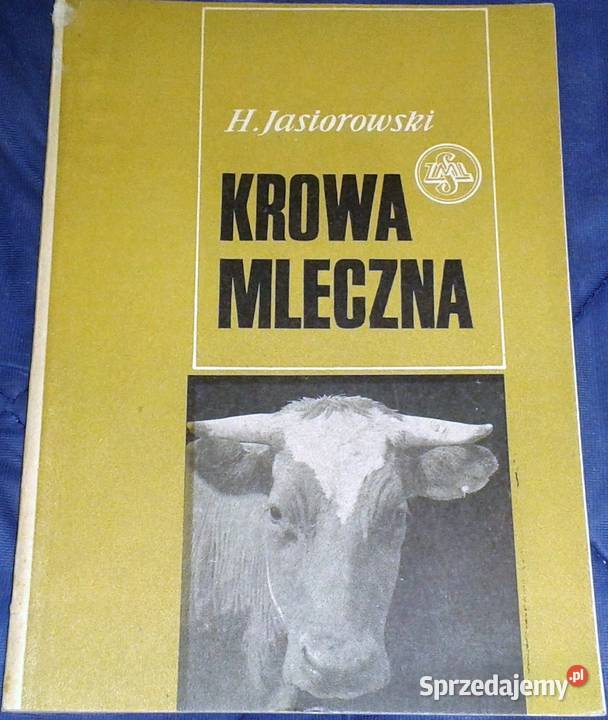 H. Jasiorowski
KROWA
MLECZNA
Sprzedajemy.pl